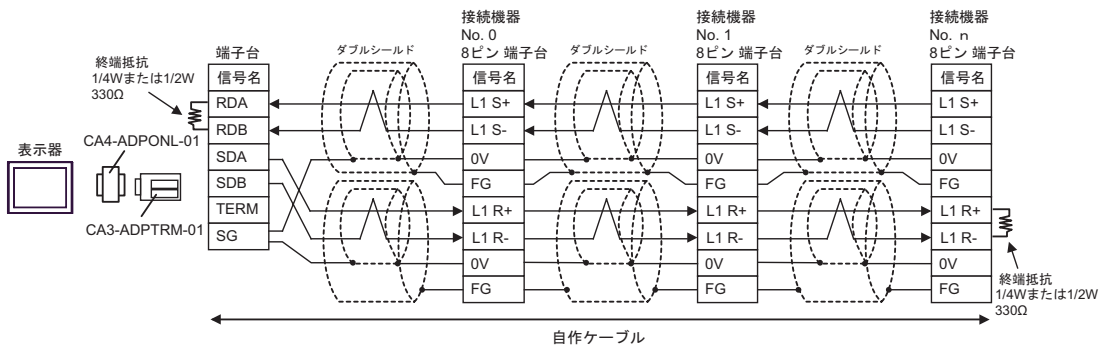 接続機器
No. 0
8ピン 端子台
接続機器
No. 1
8ピン 端子台
接続機器
No. n
8ピン 端子台
端子台
ダブルシールド
ダブルシールド
ダブルシールド
終端抵抗
1/4Wまたは1/2W
330Ω
表示器
CA4-ADPONL-01
CA3-ADPTRM-01
信号名
RDA
RDB
SDA
SDB
TERM
SG
信号名
L1 S+
L1 S-
0V
FG
L1 R+
L1 R-
0V
FG
信号名
L1 S+
L1 S-
0V
FG
L1 R+
L1 R-
0V
FG
信号名
L1 S+
L1 S-
0V
FG
L1 R+
L1 R-
0V
FG
終端抵抗
1/4Wまたは1/2W
330Ω
自作ケーブル